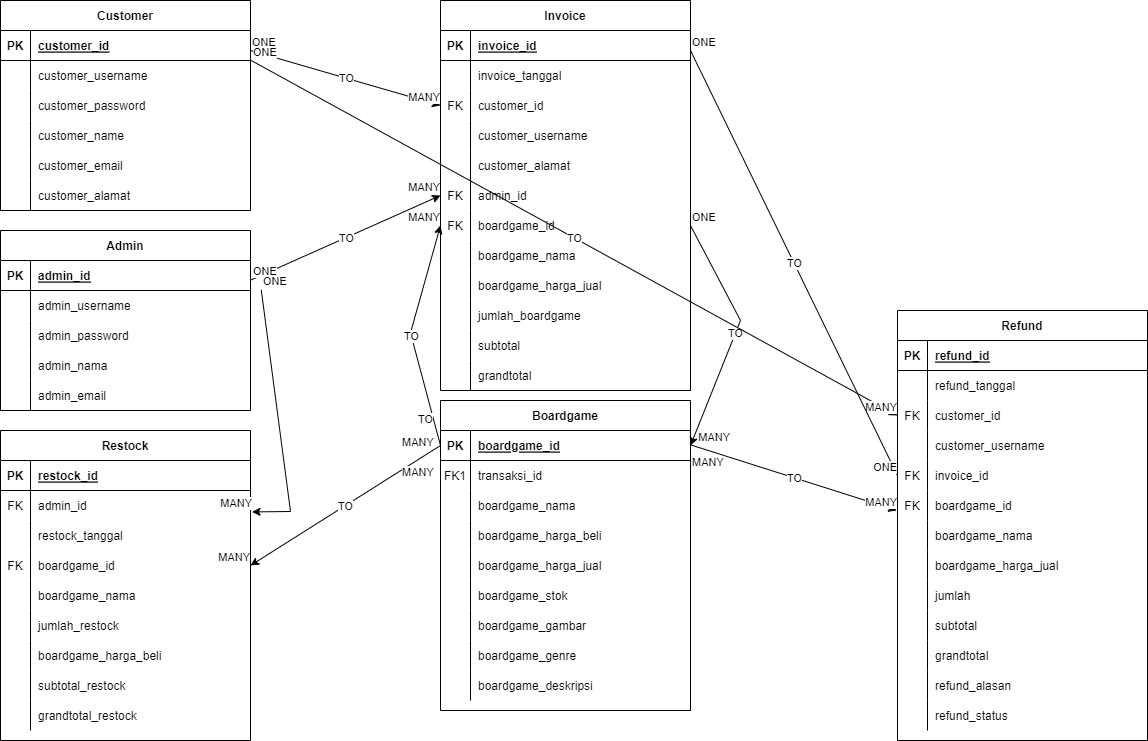 Customer
PK customer_id
customer_username
customer_password
customer_name
customer_email
customer_alamat
Admin
PK admin_id
admin_username
admin_password
admin_nama
admin_email
Restock
PK restock_id
FK admin_id
restock_tanggal
FK boardgame_id
boardgame_nama
jumlah_restock
boardgame_harga_beli
subtotal_restock
grandtotal_restock
Invoice
PK invoice_id
invoice_tanggal
FK customer_id
customer_username
customer_alamat
FK admin_id
FK boardgame_id
boardgame_nama
boardgame_harga_jual
jumlah_boardgame
subtotal
grandtotal
Boardgame
PK boardgame_id
FK1 transaksi_id
boardgame_nama
boardgame_harga_beli
boardgame_harga_jual
boardgame_stok
boardgame_gambar
boardgame_genre
boardgame_deskripsi
Refund
PK refund_id
refund_tanggal
FK customer_id
customer_username
FK invoice_id
FK boardgame_id
boardgame_nama
boardgame_harga_jual
jumlah
subtotal
grandtotal
refund_alasan
refund_status
ONE
ONE
TO
MANY
MANY
MANY
TO
ONE
ONE
TO
TO
MANY
MANY
TO
MANY
MANY
ONE
TO
ONE
TO
TO
MANY
MANY
MANY
TO
ONE
MANY